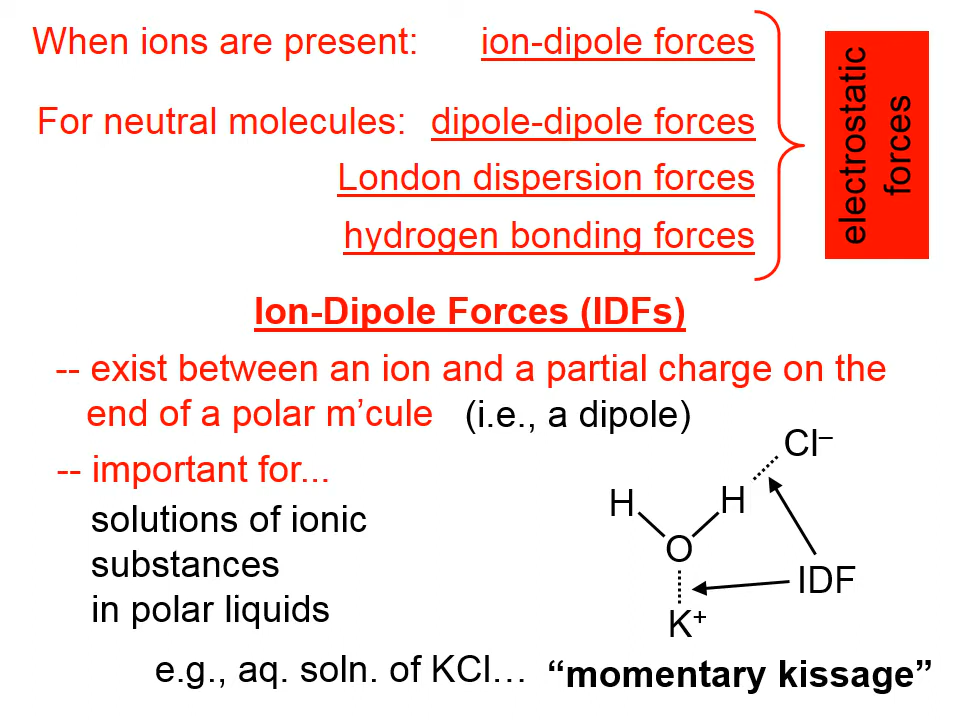 When ions are present: ion-dipole forces
For neutral molecules: dipole-dipole forces
London dispersion forces
hydrogen bonding forces
electrostatic
forces
Ion-Dipole Forces (IDFs)
-- exist between an ion and a partial charge on the
end of a polar m’cule (i.e., a dipole)
-- important for...
solutions of ionic
substances
in polar liquids
e.g., aq. soln. of KCl…
Cl–
H H
O
IDF
K+
“momentary kissage”